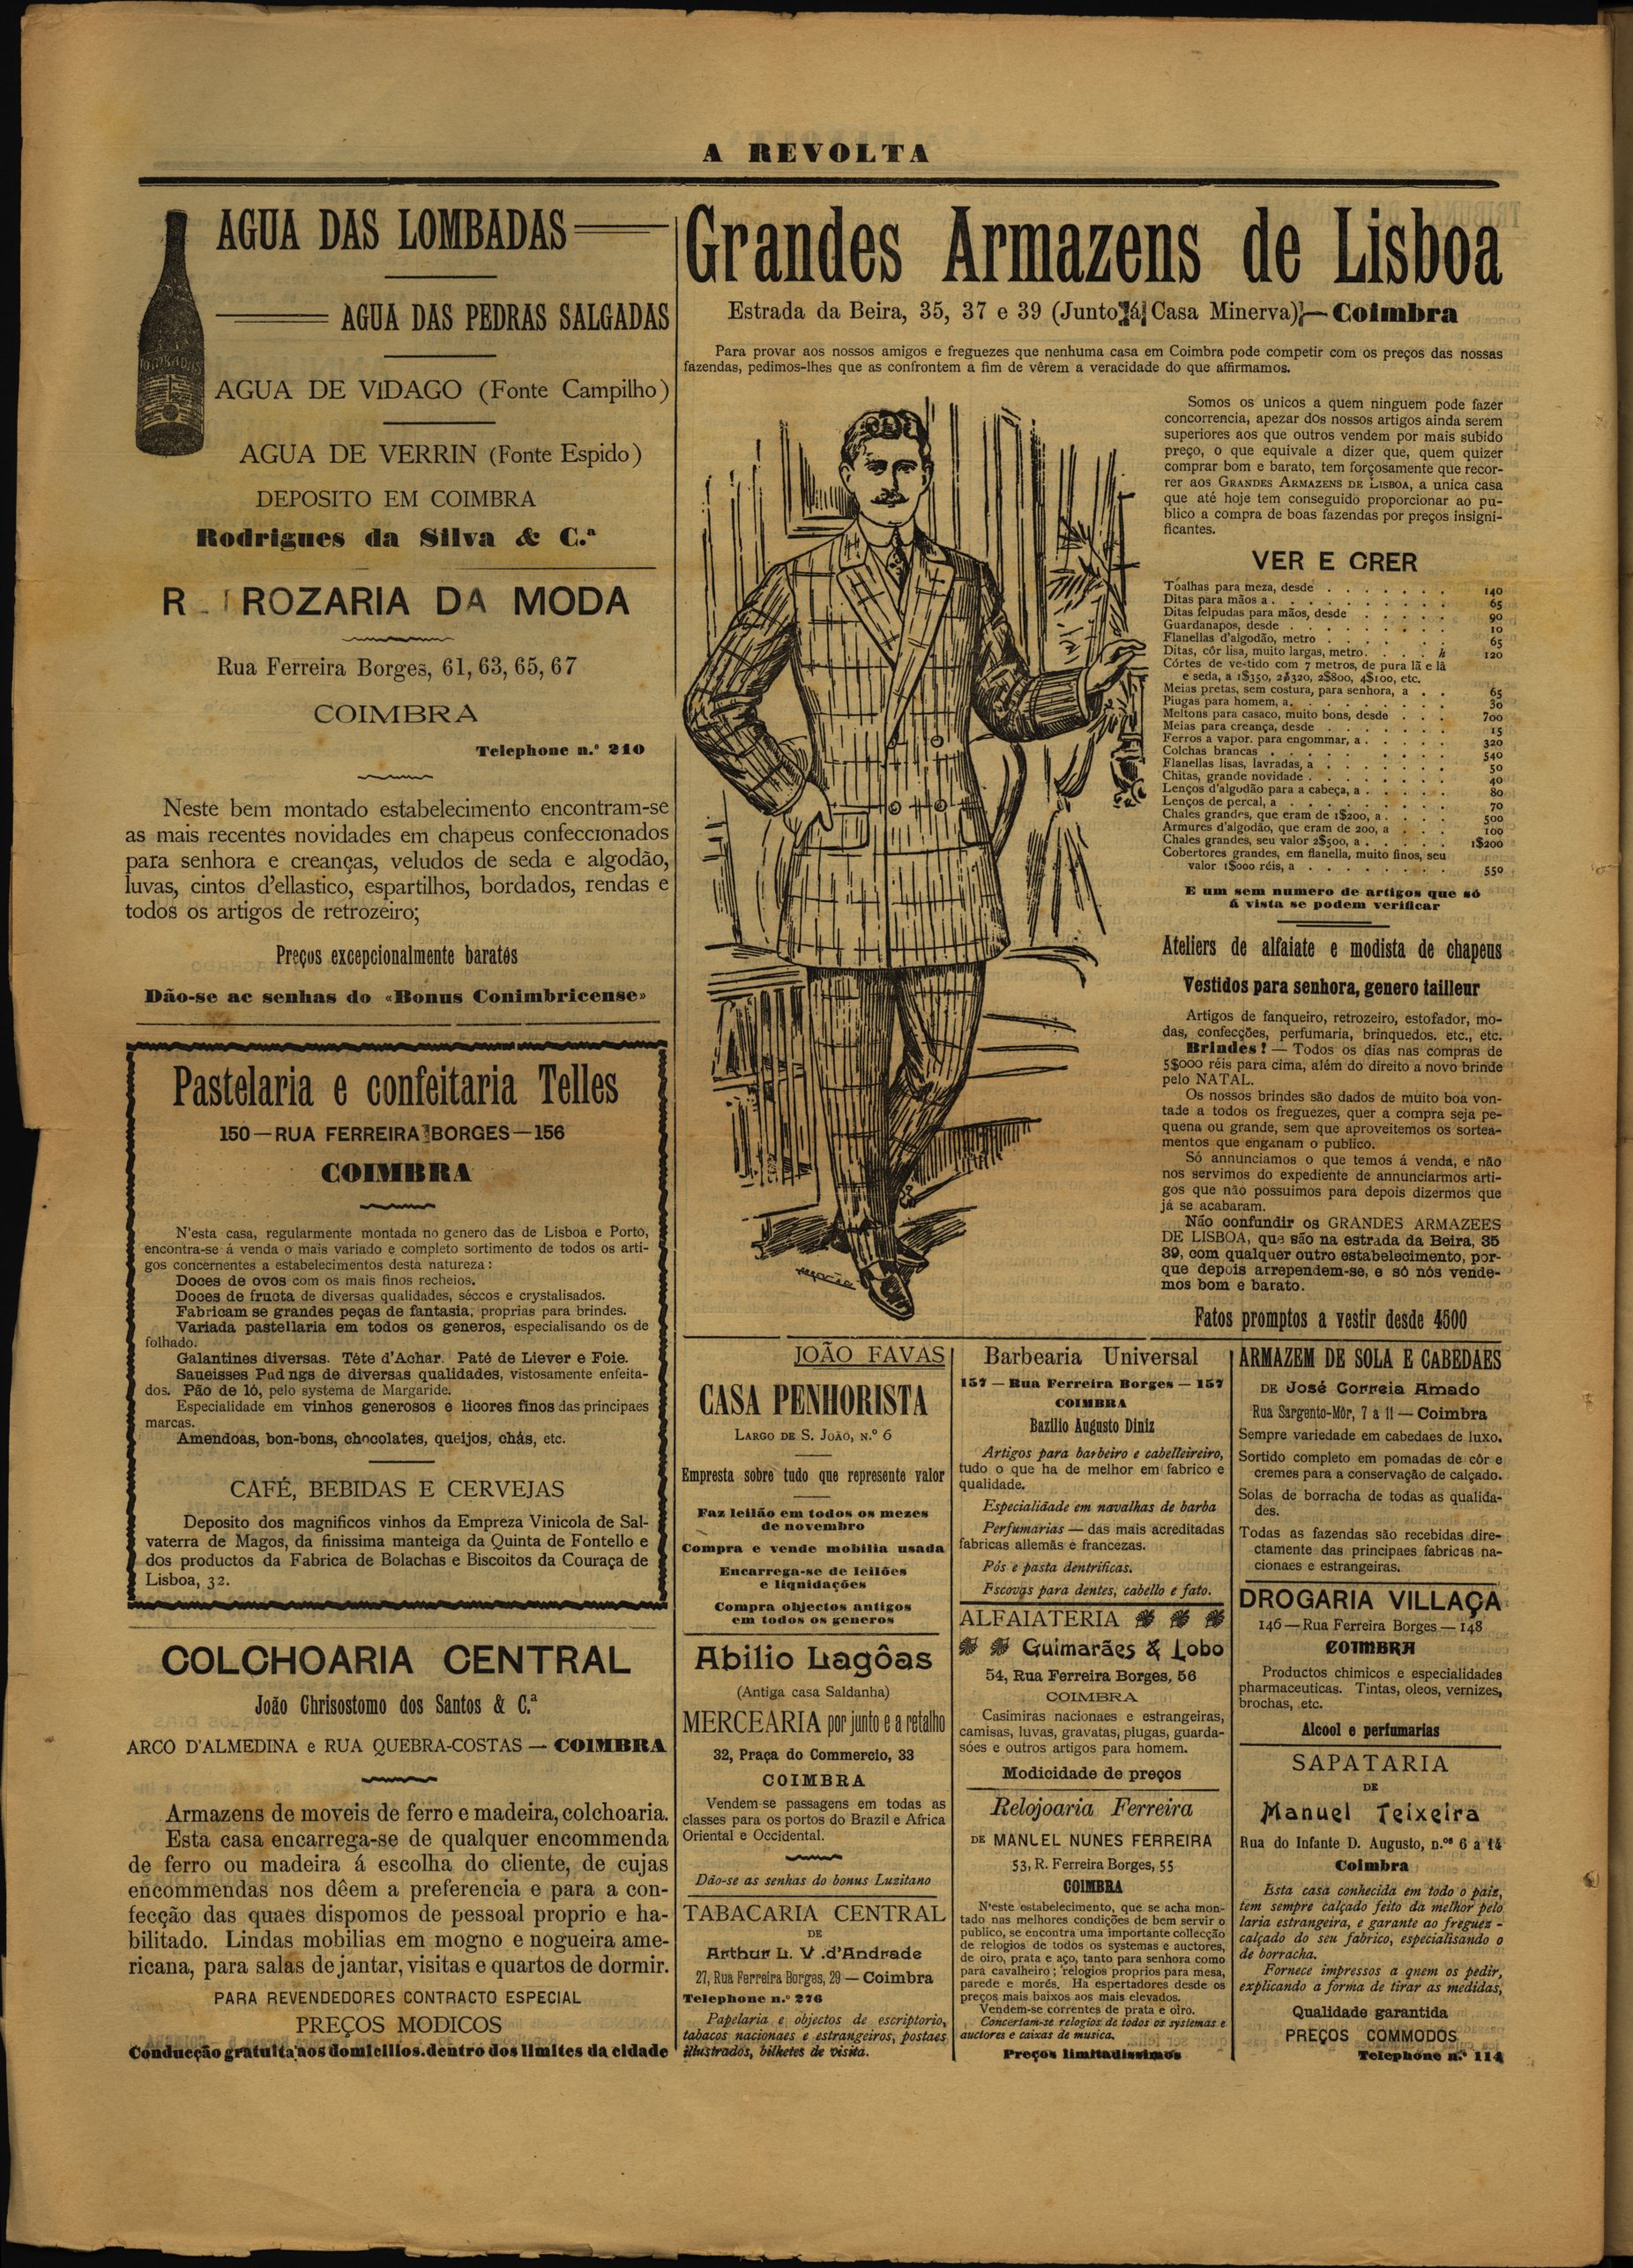 A REVOLTA
AGUA DAS LOMBADAS
AGUA DAS PEDRAS SALGADAS
AGUA DE VIDAGO (Fonte Campilho)
AGUA DE VERRIN (Fonte Espido)
DEPOSITO EM COIMBRA
Rodrigues da Silva & C.ª
R ROZARIA DA MODA
Rua Ferreira Borges, 61, 63, 65, 67
COIMBRA
Telephone n.º 210
Neste bem montado estabelecimento encontram-se
as mais recentes novidades em chapeus confeccionados
para senhora e creanças, veludos de seda e algodão,
luvas, cintos d'ellastico, espartilhos, bordados, rendas e
todos os artigos de retrozeiro;
Preços excepcionalmente baratos
Dão-se ac senhas do «Bonus Conimbricense»
Pastelaria e confeitaria Telles
150—RUA FERREIRA BORGES—156
COIMBRA
N'esta casa, regularmente montada no genero das de Lisboa e Porto,
encontra-se á venda o mais variado e completo sortimento de todos os arti-
gos concernentes a estabelecimentos desta natureza:
Doces de ovos com os mais finos recheios.
Doces de fructa de diversas qualidades, séccos e crystalisados.
Fabricam se grandes peças de fantasia, proprias para brindes.
Variada pastellaria em todos os generos, especialisando os de
folhado.
Galantines diversas. Téte d'Achar. Paté de Liever e Foie.
Sauoisses Pud ngs de diversas qualidades, vistosamente enfeita-
dos. Pão de ló, pelo systema de Margaride.
Especialidade em vinhos generosos e licores finos das principaes
marcas.
Amendoas, bon-bons, chocolates, queijos, chás, etc.
CAFÉ, BEBIDAS E CERVEJAS
Deposito dos magnificos vinhos da Empreza Vinicola de Sal-
vaterra de Magos, da finissima manteiga da Quinta de Fontello e
dos productos da Fabrica de Bolachas e Biscoitos da Couraça de
Lisboa, 32.
COLCHOARIA CENTRAL
João Chrisostomo dos Santos & C.ª
ARCO D'ALMEDINA e RUA QUEBRA-COSTAS — COIMBRA
Armazens de moveis de ferro e madeira, colchoaria.
Esta casa encarrega-se de qualquer encommenda
de ferro ou madeira á escolha do cliente, de cujas
encommendas nos dêem a preferencia e para a con-
fecção das quaes dispomos de pessoal proprio e ha-
bilitado. Lindas mobilias em mogno e nogueira ame-
ricana, para salas de jantar, visitas e quartos de dormir.
PARA REVENDEDORES CONTRACTO ESPECIAL
PREÇOS MODICOS
Conducção gratuita aos domicilios.dentro dos limites da cidade
Grandes Armazens de Lisboa
Estrada da Beira, 35, 37 e 39 (Junto á Casa Minerva)—Coimbra
Para provar aos nossos amigos e freguezes que nenhuma casa em Coimbra pode competir com os preços das nossas
fazendas, pedimos-lhes que as confrontem a fim de vêrem a veracidade do que affirmamos.
Somos os unicos a quem ninguem pode fazer
concorrencia, apezar dos nossos artigos ainda serem
superiores aos que outros vendem por mais subido
preço, o que equivale a dizer que, quem quizer
comprar bom e barato, tem forçosamente que recor-
rer aos GRANDES ARMAZENS DE LISBOA, a unica casa
que até hoje tem conseguido proporcionar ao pu-
blico a compra de boas fazendas por preços insigni-
ficantes.
VER E CRER
Toalhas para meza, desde . . . . . . . 140
Ditas para mãos a . . . . . . . . . 65
Ditas felpudas para mãos, desde . . . . . 90
Guardanapos, desde . . . . . . . . . 10
Flanellas d'algodão, metro . . . . . . . 65
Ditas, côr lisa, muito largas, metro. . . . . 120
Córtes de vestido com 7 metros, de pura lã e lã
e seda, a 1$350, 2$320, 2$800, 4$100, etc.
Meias pretas, sem costura, para senhora, a . . 65
Piugas para homem, a. . . . . . . . . 30
Meltons para casaco, muito bons, desde . . . 700
Meias para creança, desde . . . . . . . 15
Ferros a vapor. para engommar, a . . . . . 320
Colchas brancas . . . . . . . . . . 540
Flanellas lisas, lavradas, a . . . . . . . 50
Chitas, grande novidade . . . . . . . . 40
Lenços d'algodão para a cabeça, a . . . . . 80
Lenços de percal, a . . . . . . . . . 70
Chales grandes, que eram de 1$200, a . . . . 500
Armures d'algodão, que eram de 200, a . . . 100
Chales grandes, seu valor 2$500, a . . . . . 1$200
Cobertores grandes, em flanella, muito finos, seu
valor 1$000 réis, a . . . . . . . . 550
E um sem numero de artigos que só
á vista se podem verificar
Ateliers de alfaiate e modista de chapeus
Vestidos para senhora, genero tailleur
Artigos de fanqueiro, retrozeiro, estofador, mo-
das, confecções, perfumaria, brinquedos. etc., etc.
Brindes! — Todos os dias nas compras de
5$000 réis para cima, além do direito a novo brinde
pelo NATAL.
Os nossos brindes são dados de muito boa von-
tade a todos os freguezes, quer a compra seja pe-
quena ou grande, sem que aproveitemos os sortea-
mentos que enganam o publico.
Só annunciamos o que temos á venda, e não
nos servimos do expediente de annunciarmos arti-
gos que não possuimos para depois dizermos que
já se acabaram.
Não confundir os GRANDES ARMAZEES
DE LISBOA, que são na estrada da Beira, 35
39, com qualquer outro estabelecimento, por-
que depois arrependem-se, e só nós vende-
mos bom e barato.
Fatos promptos a vestir desde 4500
JOÃO FAVAS
CASA PENHORISTA
LARGO DE S. JOÃO, N.º 6
Empresta sobre tudo que represente valor
Faz leilão em todos os mezes
de novembro
Compra e vende mobilia usada
Encarrega-se de leilões
e liquidações
Compra objectos antigos
em todos os generos
Abilio Lagôas
(Antiga casa Saldanha)
MERCEARIA por junto e a retalho
32, Praça do Commercio, 33
COIMBRA
Vendem-se passagens em todas as
classes para os portos do Brazil e Africa
Oriental e Occidental.
Dão-se as senhas do bonus Luzitano
TABACARIA CENTRAL
DE
Arthur L. V .d'Andrade
27, Rua Ferreira Borges, 29 — Coimbra
Telephone n.º 276
Papelaria e objectos de escriptorio,
tabacos nacionaes e estrangeiros, postaes
illustrados, bilhetes de visita.
Barbearia Universal
157 — Rua Ferreira Borges — 157
COIMBRA
Bazilio Augusto Diniz
Artigos para barbeiro e cabelleireiro,
tudo o que ha de melhor em fabrico e
qualidade.
Especialidade em navalhas de barba
Perfumarias — das mais acreditadas
fabricas allemãs e francezas.
Pós e pasta dentrificas.
Escovas para dentes, cabello e fato.
ALFAIATERIA
Guimarães & Lobo
54, Rua Ferreira Borges, 56
COIMBRA
Casimiras nacionaes e estrangeiras,
camisas, luvas, gravatas, plugas, guarda-
sóes e outros artigos para homem.
Modicidade de preços
Relojoaria Ferreira
DE MANUEL NUNES FERREIRA
53, R. Ferreira Borges, 55
COIMBRA
N'este estabelecimento, que se acha mon-
tado nas melhores condições de bem servir o
publico, se encontra uma importante collecção
de relogios de todos os systemas e auctores,
de oiro, prata e aço, tanto para senhora como
para cavalheiro; relogios proprios para mesa,
parede e morés. Ha espertadores desde os
preços mais baixos aos mais elevados.
Vendem-se correntes de prata e oiro.
Concertam-se relogios de todos os systemas e
auctores e caixas de musica.
Preços limitadissimos
ARMAZEM DE SOLA E CABEDAES
DE José Correia Amado
Rua Sargento-Mór, 7 a 11 — Coimbra
Sempre variedade em cabedaes de luxo.
Sortido completo em pomadas de côr e
cremes para a conservação de calçado.
Solas de borracha de todas as qualida-
des.
Todas as fazendas são recebidas dire-
ctamente das principaes fabricas na-
cionaes e estrangeiras.
DROGARIA VILLAÇA
146 — Rua Ferreira Borges — 148
COIMBRA
Productos chimicos e especialidades
pharmaceuticas. Tintas, oleos, vernizes,
brochas, etc.
Alcool e perfumarias
SAPATARIA
DE
Manuel Teixeira
Rua do Infante D. Augusto, n.os 6 a 14
Coimbra
Esta casa conhecida em todo o paiz,
tem sempre calçado feito da melhor pelo
laria estrangeira, e garante ao freguez -
calçado do seu fabrico, especialisando o
de borracha.
Fornece impressos a quem os pedir,
explicando a fórma de tirar as medidas,
Qualidade garantida
PREÇOS COMMODOS
Telephone n.º 114